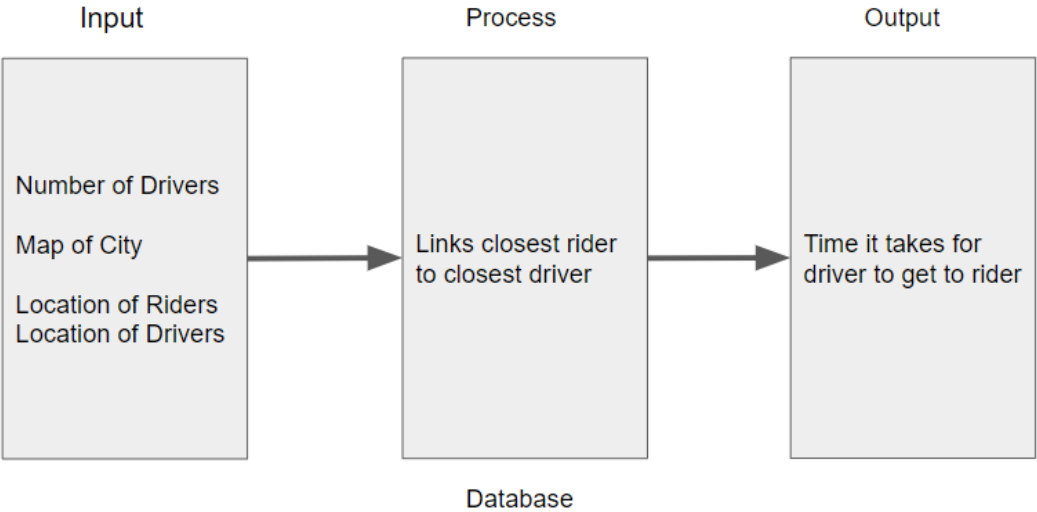 Input
Process
Output
Number of Drivers
Map of City
Location of Riders
Location of Drivers
Links closest rider
to closest driver
Time it takes for
driver to get to rider
Database